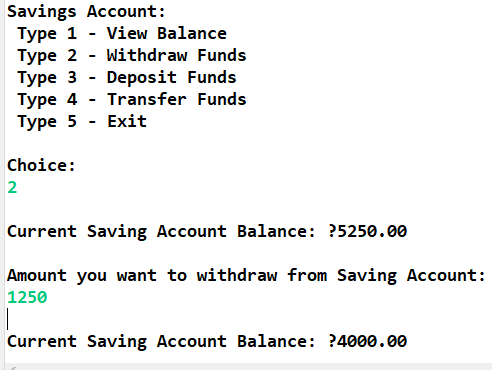 Savings Account:
Type 1 - View Balance
Type 2 - Withdraw Funds
Type 3 - Deposit Funds
Type 4 - Transfer Funds
Type 5 - Exit
Choice:
2
Current Saving Account Balance: ?5250.00
Amount you want to withdraw from Saving Account:
1250
Current Saving Account Balance: ?4000.00